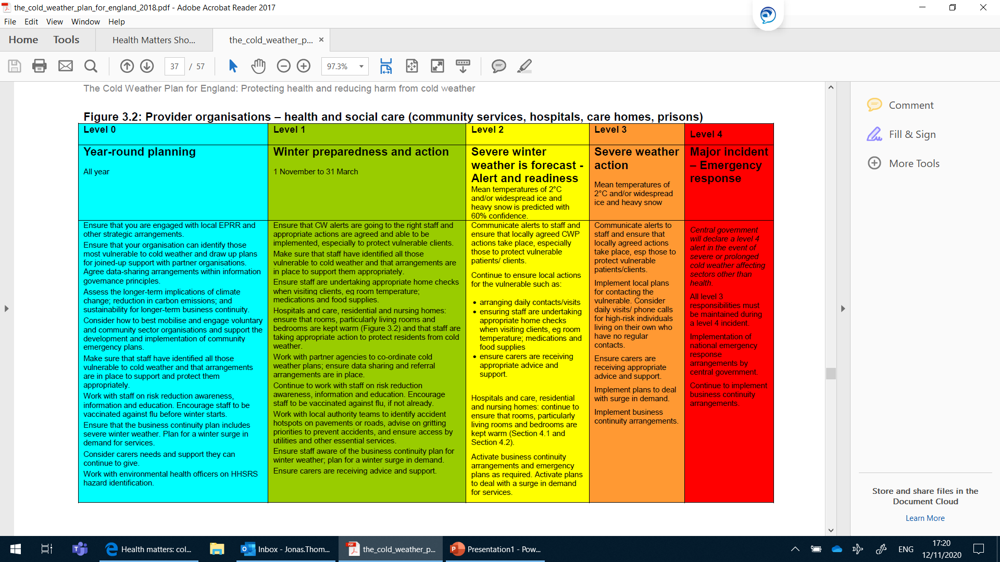 the_cold_weather_plan_for_england_2018.pdf - Adobe Acrobat Reader 2017
File Edit View Window Help
Home Tools Health Matters Sho... the_cold_weather_p... ×
37 / 57 97.3%
The Cold Weather Plan for England: Protecting health and reducing harm from cold weather
Figure 3.2: Provider organisations – health and social care (community services, hospitals, care homes, prisons)
Level 0
Year-round planning
All year
Ensure that you are engaged with local EPRR and
other strategic arrangements.
Ensure that your organisation can identify those
most vulnerable to cold weather and draw up plans
for joined-up support with partner organisations.
Agree data-sharing arrangements within information
governance principles.
Assess the longer-term implications of climate
change; reduction in carbon emissions; and
sustainability for longer-term business continuity.
Consider how to best mobilise and engage voluntary
and community sector organisations and support the
development and implementation of community
emergency plans.
Make sure that staff have identified all those
vulnerable to cold weather and that arrangements
are in place to support and protect them
appropriately.
Work with staff on risk reduction awareness,
information and education. Encourage staff to be
vaccinated against flu before winter starts.
Ensure that the business continuity plan includes
severe winter weather. Plan for a winter surge in
demand for services.
Consider carers needs and support they can
continue to give.
Work with environmental health officers on HHSRS
hazard identification.
Level 1
Winter preparedness and action
1 November to 31 March
Ensure that CW alerts are going to the right staff and
appropriate actions are agreed and able to be
implemented, especially to protect vulnerable clients.
Make sure that staff have identified all those
vulnerable to cold weather and that arrangements are
in place to support them appropriately.
Ensure staff are undertaking appropriate home checks
when visiting clients, eg room temperature;
medications and food supplies.
Hospitals and care, residential and nursing homes:
ensure that rooms, particularly living rooms and
bedrooms are kept warm (Figure 3.2) and that staff are
taking appropriate action to protect residents from cold
weather.
Work with partner agencies to co-ordinate cold
weather plans; ensure data sharing and referral
arrangements are in place.
Continue to work with staff on risk reduction
awareness, information and education. Encourage
staff to be vaccinated against flu, if not already.
Work with local authority teams to identify accident
hotspots on pavements or roads, advise on gritting
priorities to prevent accidents, and ensure access by
utilities and other essential services.
Ensure staff aware of the business continuity plan for
winter weather; plan for a winter surge in demand.
Ensure carers are receiving advice and support.
Level 2
Severe winter
weather is forecast -
Alert and readiness
Mean temperatures of 2°C
and/or widespread ice and
heavy snow is predicted with
60% confidence.
Communicate alerts to staff and
ensure that locally agreed CWP
actions take place, especially
those to protect vulnerable
patients/ clients.
Continue to ensure local actions
for the vulnerable such as:
• arranging daily contacts/visits
• ensuring staff are undertaking
appropriate home checks
when visiting clients, eg room
temperature; medications and
food supplies
• ensure carers are receiving
appropriate advice and
support.
Hospitals and care, residential
and nursing homes: continue to
ensure that rooms, particularly
living rooms and bedrooms are
kept warm (Section 4.1 and
Section 4.2).
Activate business continuity
arrangements and emergency
plans as required. Activate plans
to deal with a surge in demand
for services.
Level 3
Severe weather
action
Mean temperatures of
2°C and/or widespread
ice and heavy snow
Communicate alerts to
staff and ensure that
locally agreed actions
take place, esp those to
protect vulnerable
patients/clients.
Implement local plans
for contacting the
vulnerable. Consider
daily visits/ phone calls
for high-risk individuals
living on their own who
have no regular
contacts.
Ensure carers are
receiving appropriate
advice and support.
Implement plans to deal
with surge in demand.
Implement business
continuity arrangements.
Level 4
Major incident
– Emergency
response
Central government
will declare a level 4
alert in the event of
severe or prolonged
cold weather affecting
sectors other than
health.
All level 3
responsibilities must
be maintained during
a level 4 incident.
Implementation of
national emergency
response
arrangements by
central government.
Continue to implement
business continuity
arrangements.
Comment
Fill & Sign
More Tools
Store and share files in the
Document Cloud
Learn More
Health matters: col... Inbox - Jonas.Thom... the_cold_weather_p... Presentation1 - Pow... ENG
17:20
12/11/2020